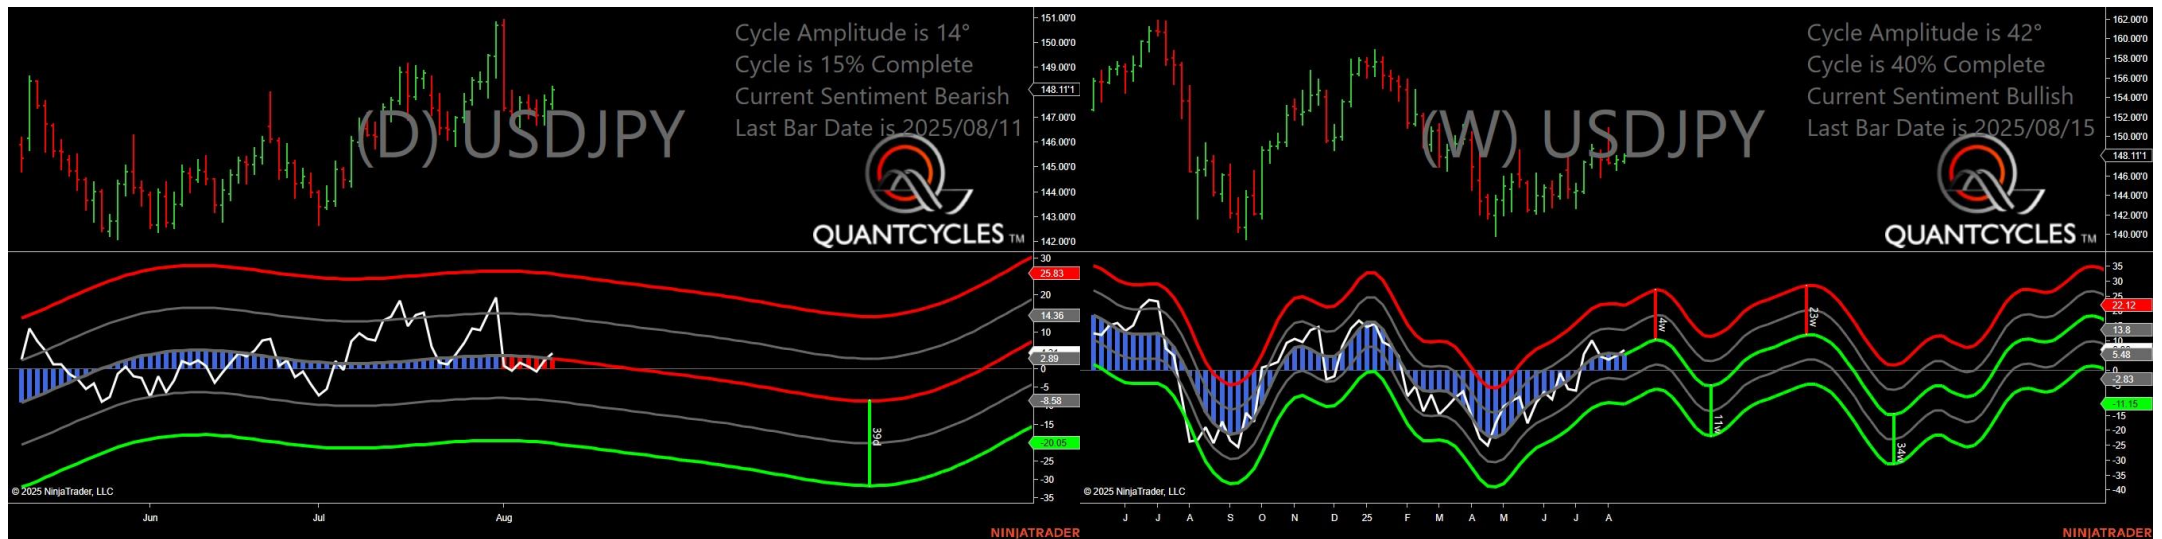 Cycle Amplitude is 14°
Cycle is 15% Complete
Current Sentiment Bearish
Last Bar Date is 2025/08/11
(D) USDJPY
QUANTCYCLES TM
151.00'0
150.00'0
149.00'0
148.11'1
147.00'0
146.00'0
145.00'0
144.00'0
143.00'0
142.00'0
30
25.83
20
14.36
10
2.89
0
-5
-8.58
-15
-20.05
-25
-30
-35
39d
© 2025 NinjaTrader, LLC
Jun
Jul
Aug
NINJATRADER
Cycle Amplitude is 42°
Cycle is 40% Complete
Current Sentiment Bullish
Last Bar Date is 2025/08/15
(W) USDJPY
QUANTCYCLES TM
162.00'0
160.00'0
158.00'0
156.00'0
154.00'0
152.00'0
150.00'0
148.11'1
146.00'0
144.00'0
142.00'0
140.00'0
35
30
25
22.12
13.8
10
5.48
0
-2.83
-11.15
-15
-20
-25
-30
-35
-40
4w
11w
23w
34w
© 2025 NinjaTrader, LLC
J
J
A
S
O
N
D
25
F
M
A
M
J
J
A
NINJATRADER